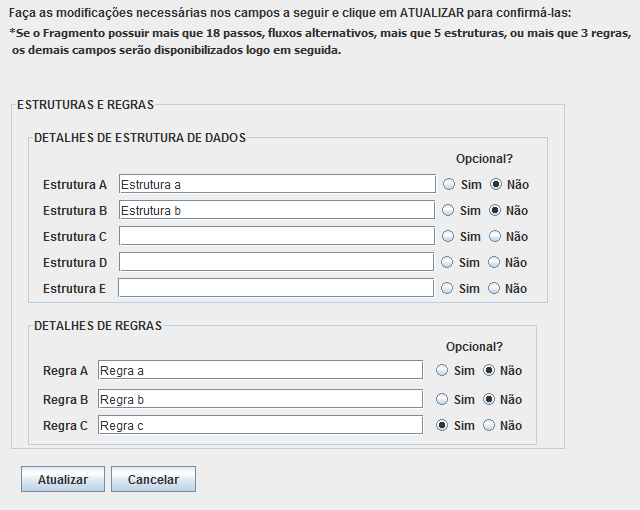 Faça as modificações necessárias nos campos a seguir e clique em ATUALIZAR para confirmá-las:
*Se o Fragmento possuir mais que 18 passos, fluxos alternativos, mais que 5 estruturas, ou mais que 3 regras,
os demais campos serão disponibilizados logo em seguida.
ESTRUTURAS E REGRAS
DETALHES DE ESTRUTURA DE DADOS
Opcional?
Estrutura A Estrutura a Sim Não
Estrutura B Estrutura b Sim Não
Estrutura C Sim Não
Estrutura D Sim Não
Estrutura E Sim Não
DETALHES DE REGRAS
Opcional?
Regra A Regra a Sim Não
Regra B Regra b Sim Não
Regra C Regra c Sim Não
Atualizar Cancelar